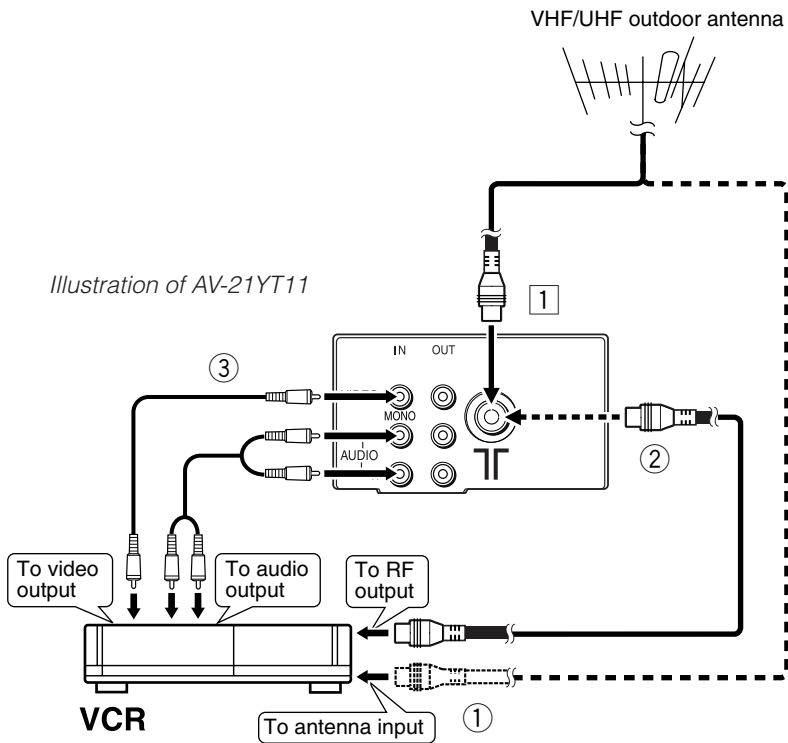 VHF/UHF outdoor antenna
Illustration of AV-21YT11
1
IN OUT
3
MONO
AUDIO
2
To video
output
To audio
output
To RF
output
VCR
To antenna input
1